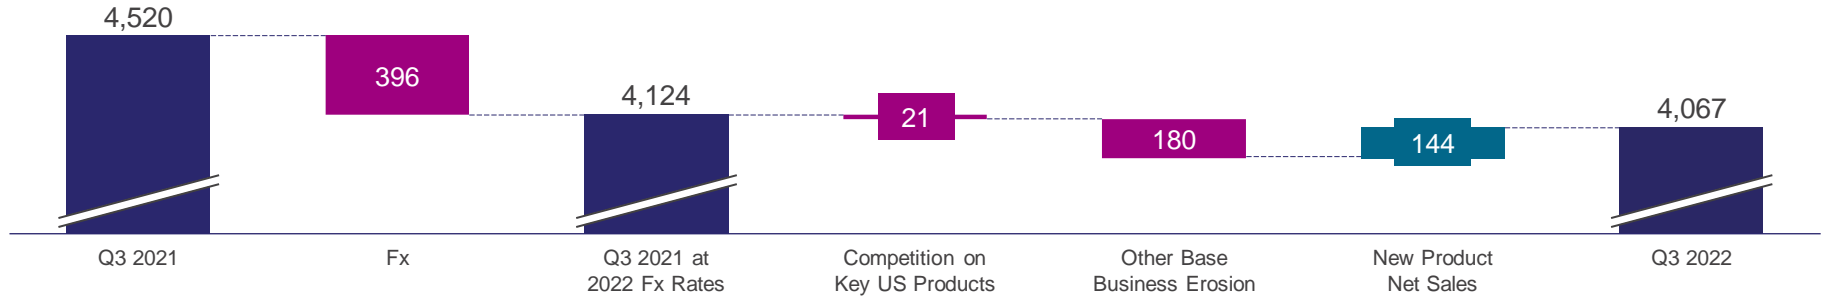 4,520
396
4,124
21
180
144
4,067
Q3 2021
Fx
Q3 2021 at
2022 Fx Rates
Competition on
Key US Products
Other Base
Business Erosion
New Product
Net Sales
Q3 2022